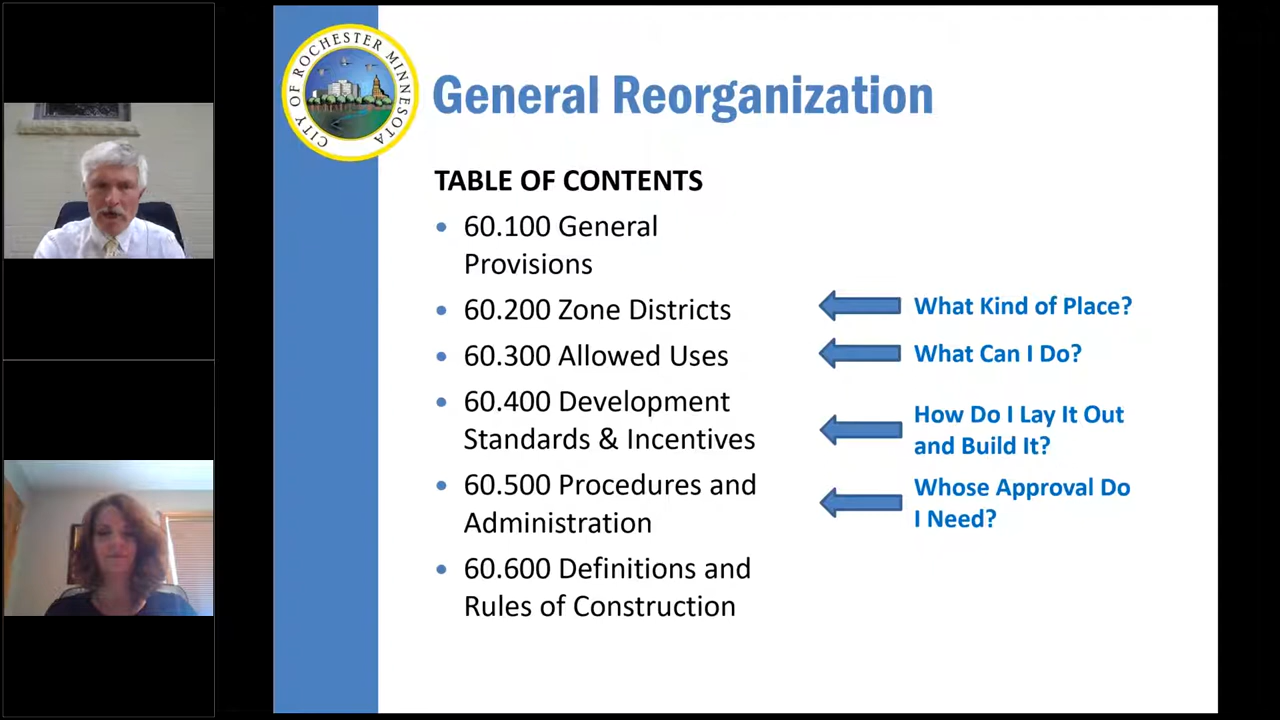 CITY OF ROCHESTER MINNESOTA
General Reorganization
TABLE OF CONTENTS
• 60.100 General
Provisions
• 60.200 Zone Districts
What Kind of Place?
• 60.300 Allowed Uses
What Can I Do?
• 60.400 Development
Standards & Incentives
How Do I Lay It Out
and Build It?
• 60.500 Procedures and
Administration
Whose Approval Do
I Need?
• 60.600 Definitions and
Rules of Construction